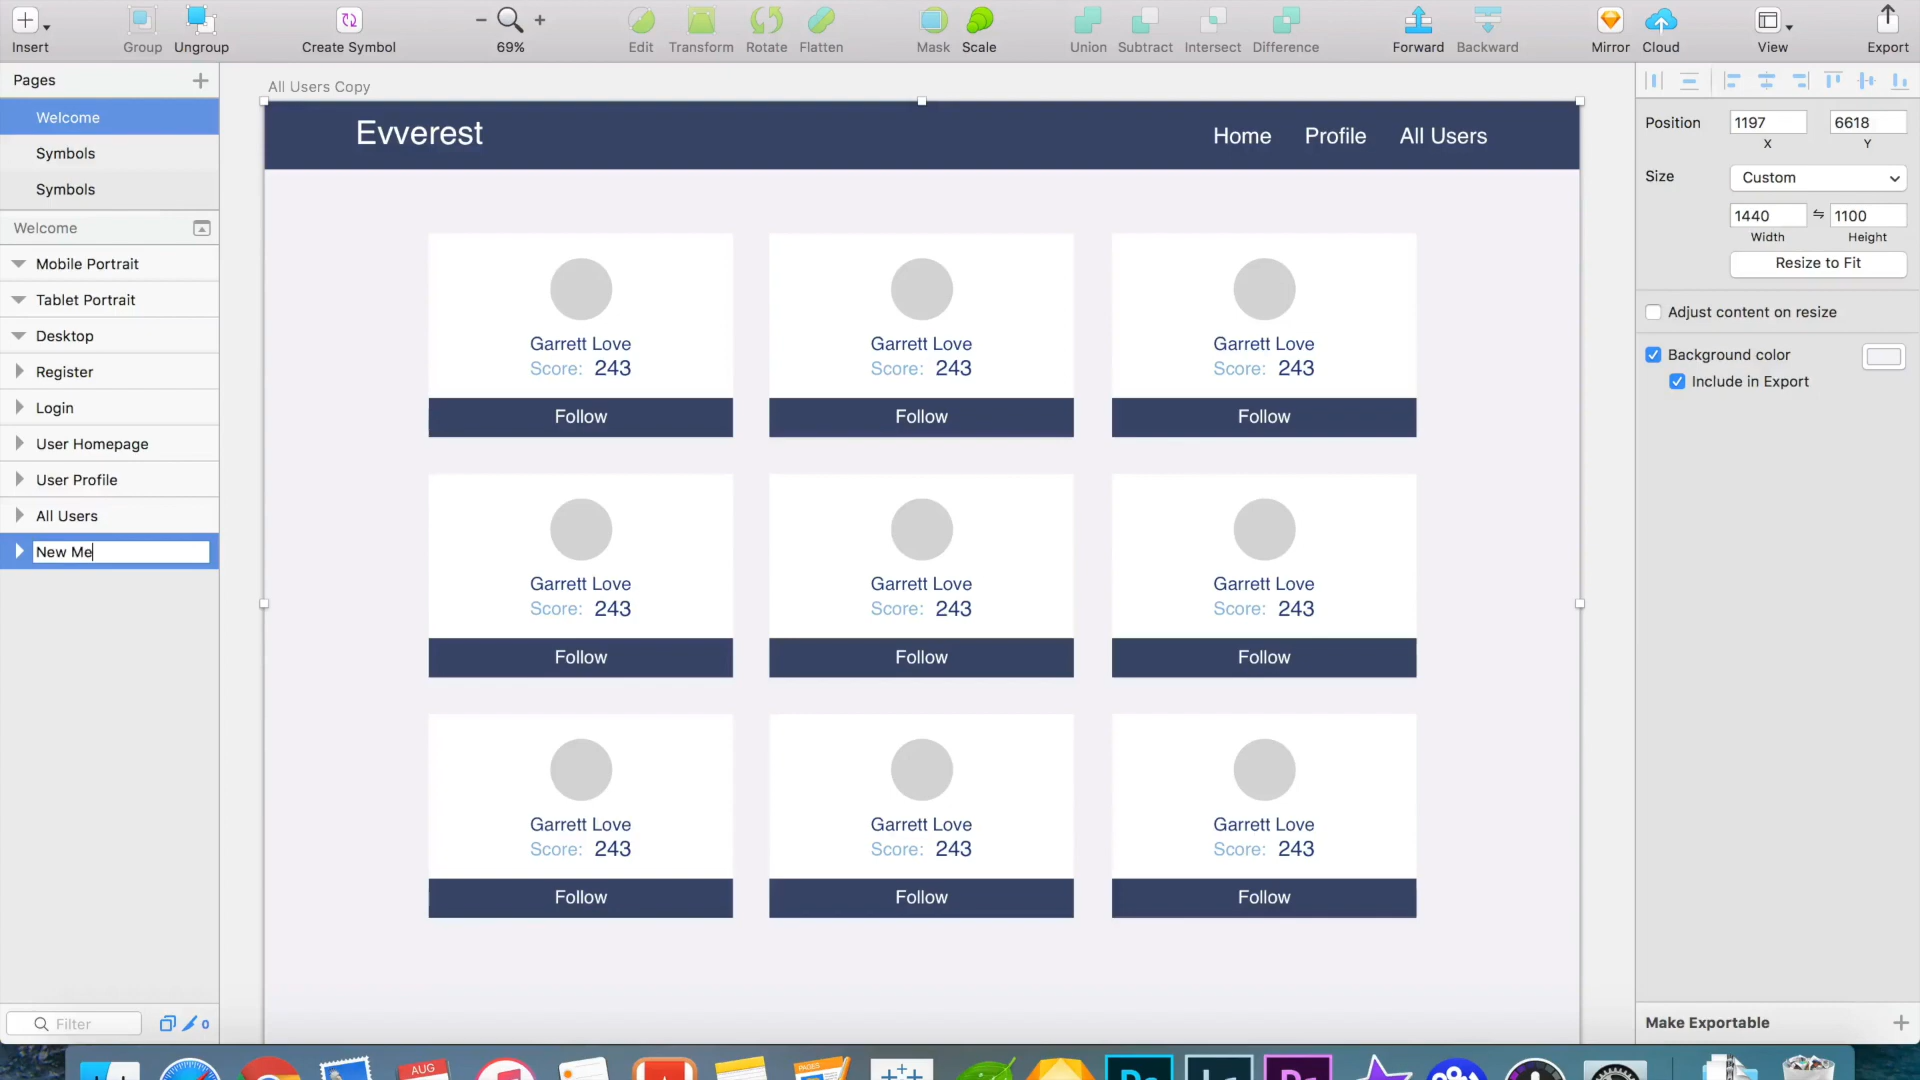 Insert
Group
Ungroup
Create Symbol
69%
Edit
Transform
Rotate
Flatten
Mask
Scale
Union
Subtract
Intersect
Difference
Forward
Backward
Mirror
Cloud
View
Export
Pages
Welcome
Symbols
Symbols
Welcome
Mobile Portrait
Tablet Portrait
Desktop
Register
Login
User Homepage
User Profile
All Users
New Me
Filter
0
All Users Copy
Evverest
Home Profile All Users
Garrett Love
Score: 243
Follow
Garrett Love
Score: 243
Follow
Garrett Love
Score: 243
Follow
Garrett Love
Score: 243
Follow
Garrett Love
Score: 243
Follow
Garrett Love
Score: 243
Follow
Garrett Love
Score: 243
Follow
Garrett Love
Score: 243
Follow
Garrett Love
Score: 243
Follow
Position 1197 6618
X Y
Size Custom
1440 1100
Width Height
Resize to Fit
Adjust content on resize
Background color
Include in Export
Make Exportable
AUG
PAGES